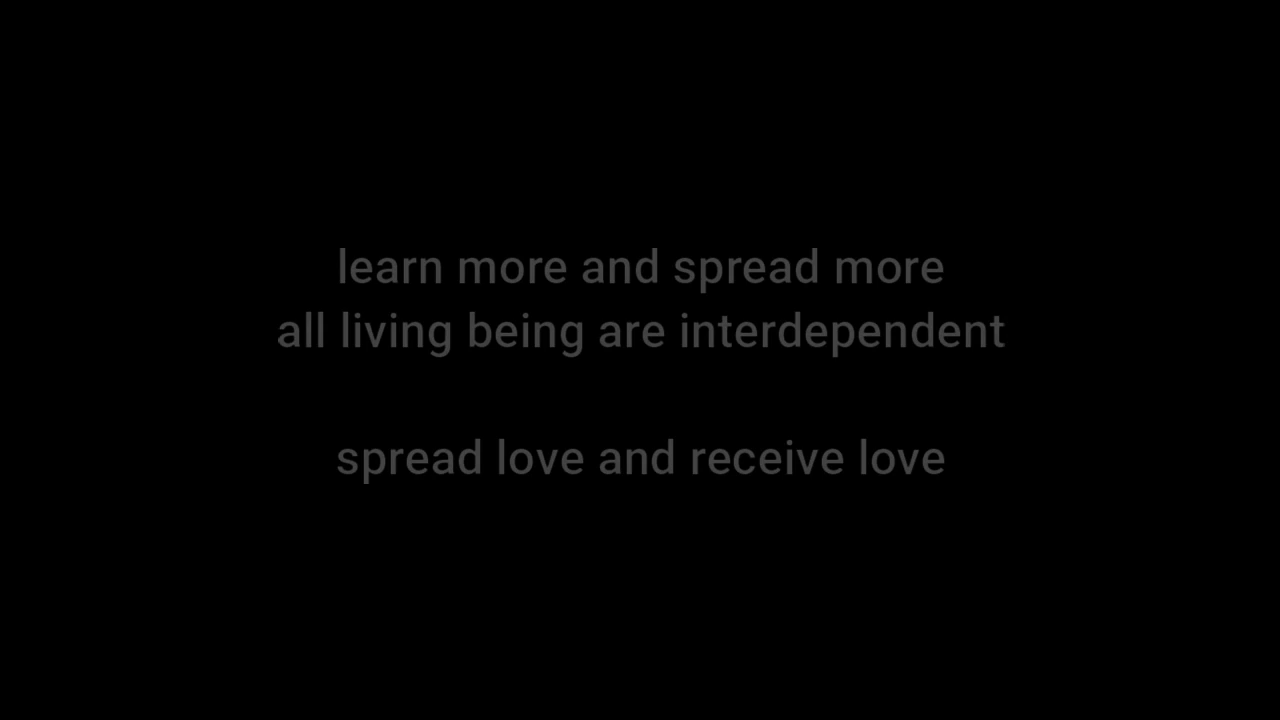 learn more and spread more
all living being are interdependent
spread love and receive love